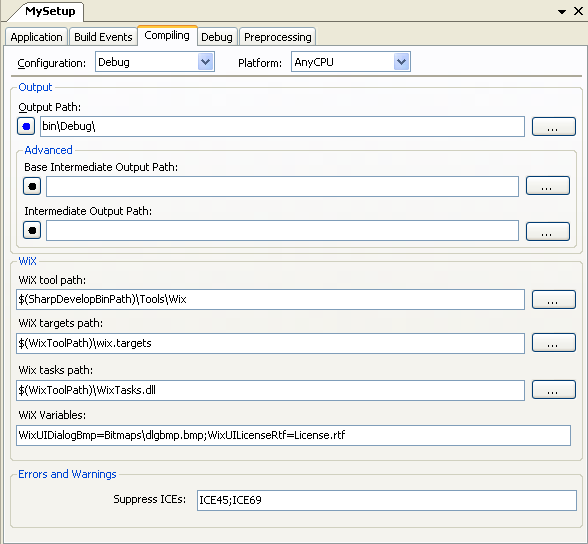 MySetup
Application Build Events Compiling Debug Preprocessing
Configuration: Debug Platform: AnyCPU
Output
Output Path:
bin\Debug\ ...
Advanced
Base Intermediate Output Path:
...
Intermediate Output Path:
...
WiX
WiX tool path:
$(SharpDevelopBinPath)\Tools\Wix ...
WiX targets path:
$(WixToolPath)\wix.targets ...
Wix tasks path:
$(WixToolPath)\WixTasks.dll ...
WiX Variables:
WixUIDialogBmp=Bitmaps\dlgbmp.bmp;WixUILicenseRtf=License.rtf
Errors and Warnings
Suppress ICEs: ICE45;ICE69